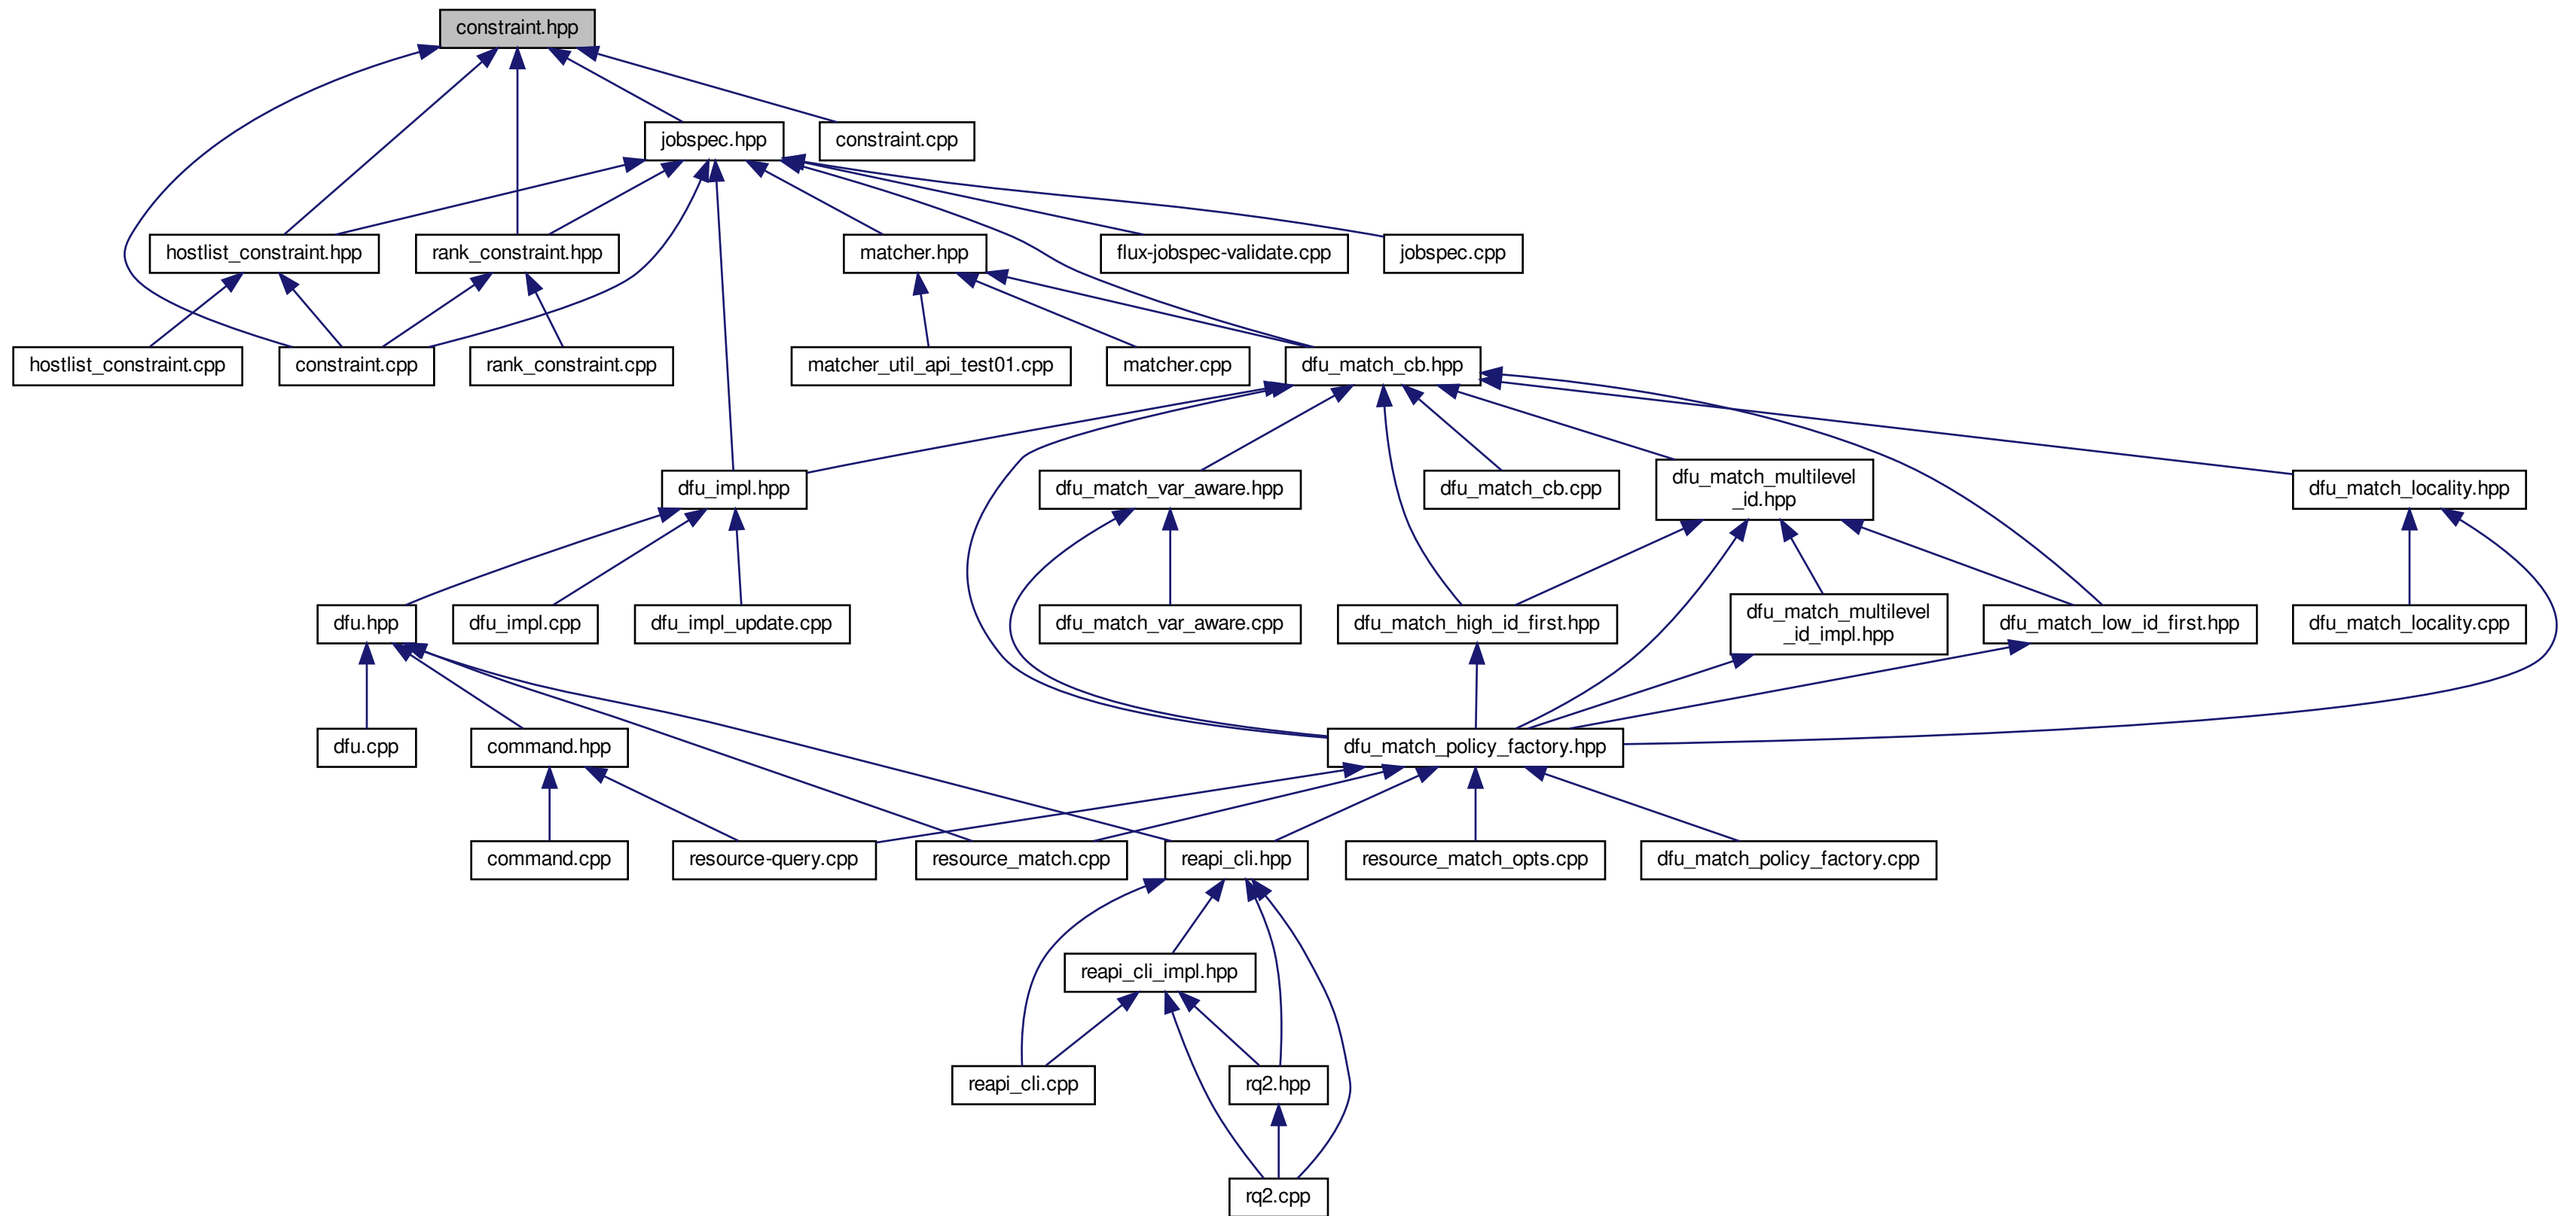 constraint.hpp
jobspec.hpp
constraint.cpp
hostlist_constraint.hpp
rank_constraint.hpp
matcher.hpp
flux-jobspec-validate.cpp
jobspec.cpp
hostlist_constraint.cpp
constraint.cpp
rank_constraint.cpp
matcher_util_api_test01.cpp
matcher.cpp
dfu_match_cb.hpp
dfu_impl.hpp
dfu_match_var_aware.hpp
dfu_match_cb.cpp
dfu_match_multilevel
_id.hpp
dfu_match_locality.hpp
dfu.hpp
dfu_impl.cpp
dfu_impl_update.cpp
dfu_match_var_aware.cpp
dfu_match_high_id_first.hpp
dfu_match_multilevel
_id_impl.hpp
dfu_match_low_id_first.hpp
dfu_match_locality.cpp
dfu.cpp
command.hpp
dfu_match_policy_factory.hpp
command.cpp
resource-query.cpp
resource_match.cpp
reapi_cli.hpp
resource_match_opts.cpp
dfu_match_policy_factory.cpp
reapi_cli_impl.hpp
reapi_cli.cpp
rq2.hpp
rq2.cpp